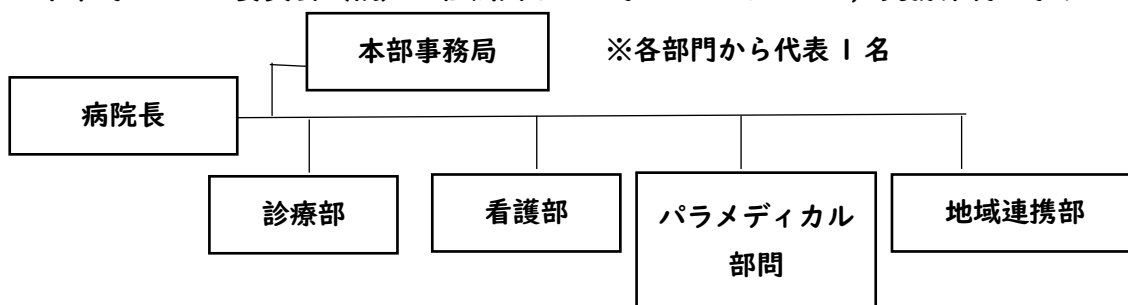 本部事務局
※各部門から代表1名
病院長
診療部
看護部
パラメディカル
部問
地域連携部